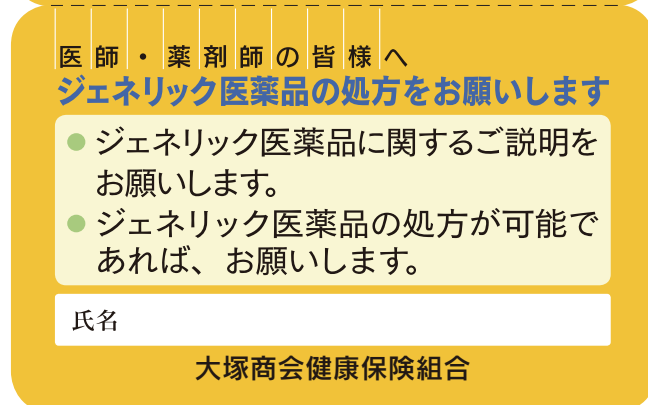 医師・薬剤師の皆様へ
ジェネリック医薬品の処方をお願いします
● ジェネリック医薬品に関するご説明を
お願いします。
● ジェネリック医薬品の処方が可能で
あれば、お願いします。
氏名
大塚商会健康保険組合